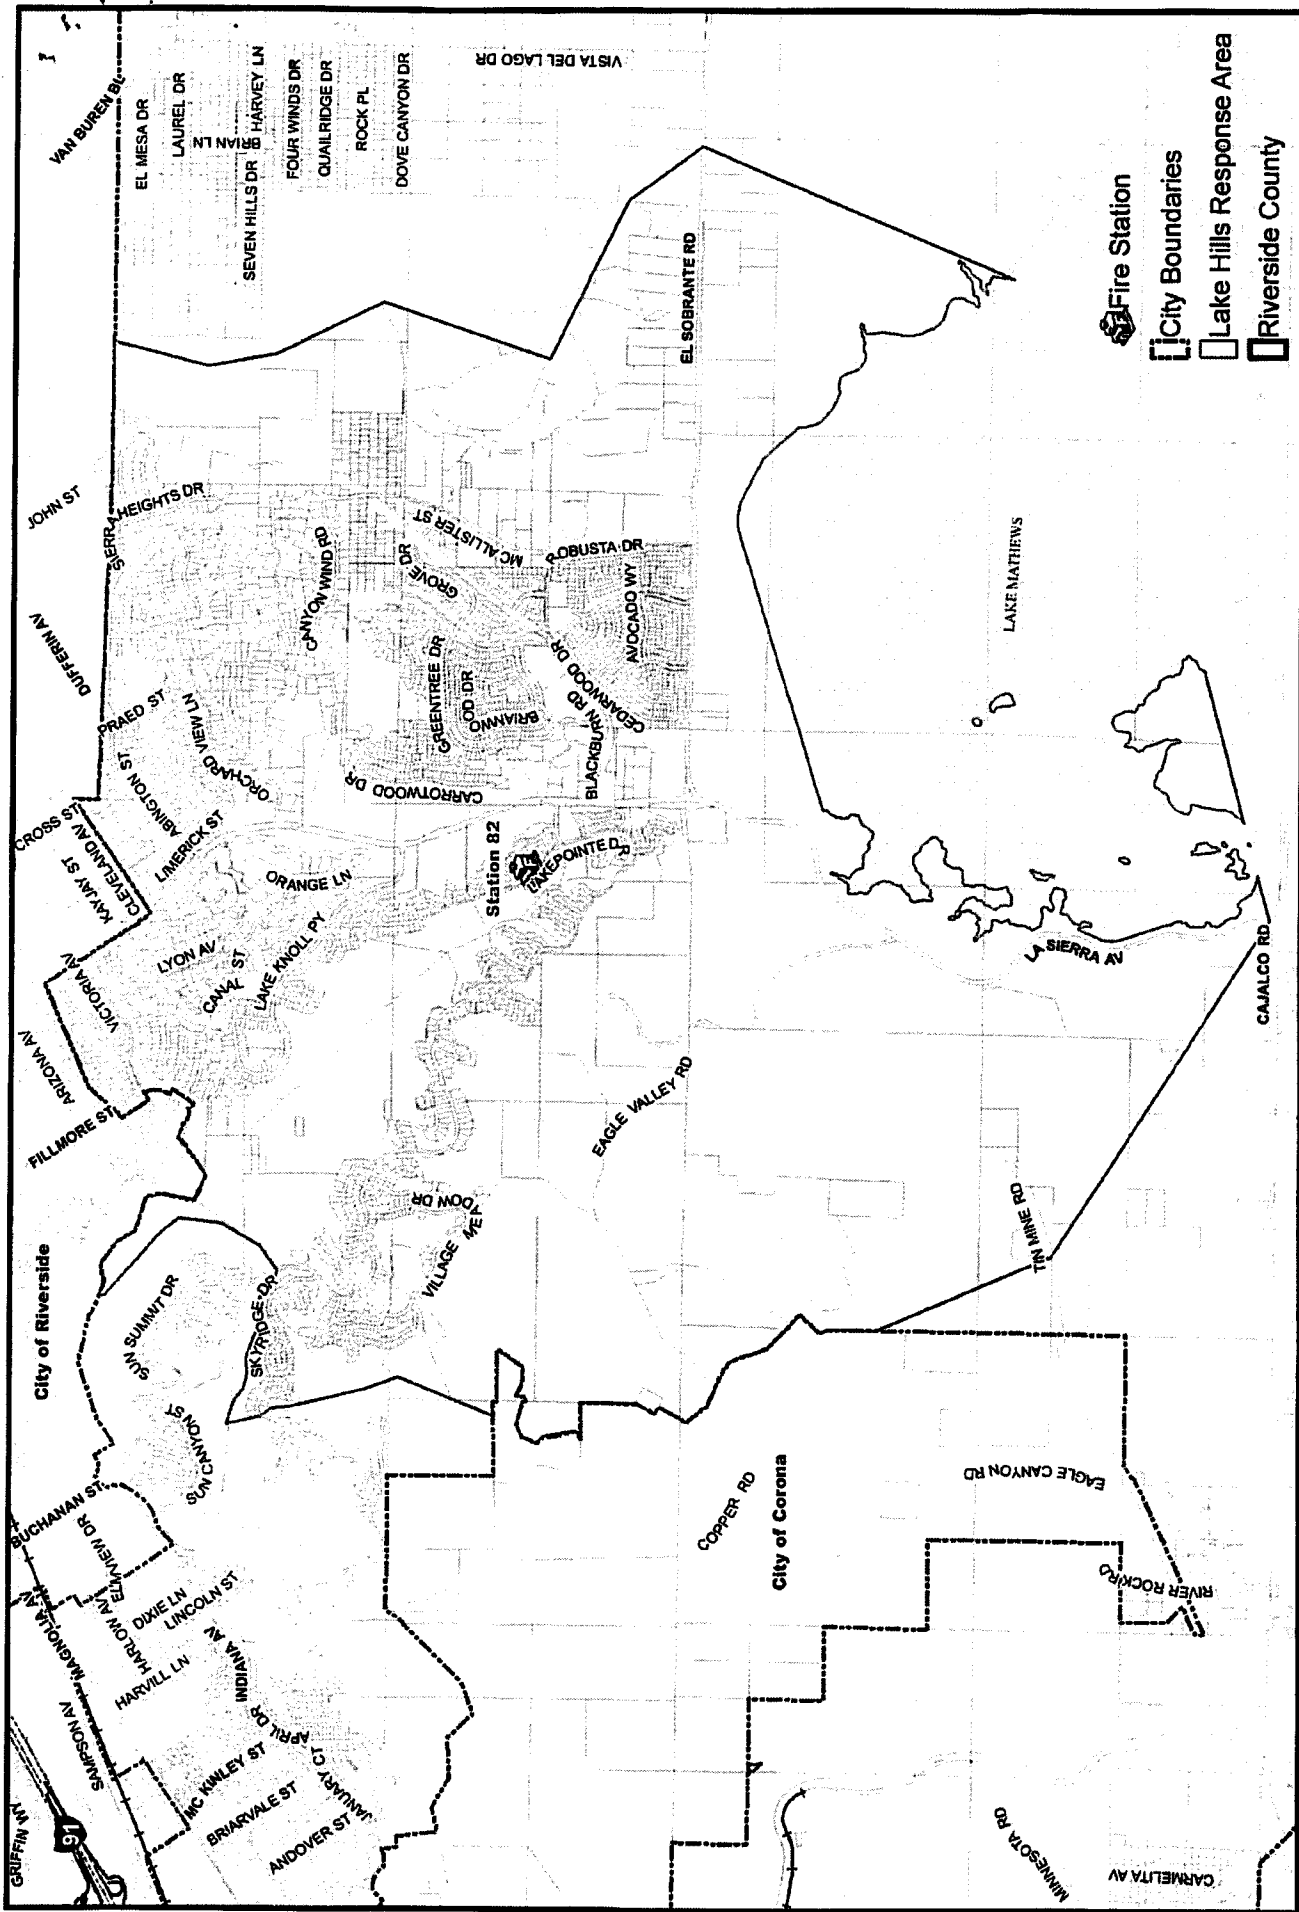 GRIFFIN WY
91
SAMPSON AV
MAGNOLIA AV
BUCHANAN ST
ELMVIEW DR
HARLOW AV
DIXIE LN
LINCOLN ST
HARVILL LN
INDIANA AV
APRIL DR
MC KINLEY ST
JANUARY CT
BRIARVALE ST
ANDOVER ST
City of Riverside
SUN SUMMIT DR
SUN CANYON ST
SKYRIDGE DR
FILLMORE ST
ARIZONA AV
VICTORIA AV
LYON AV
CANAL ST
LAKE KNOLL PY
CROSS ST
KAYJAY ST
CLEVELAND AV
LIMERICK ST
ABINGTON ST
ORANGE LN
PRAED ST
ORCHARD VIEW LN
DUFFERIN AV
JOHN ST
SIERRA HEIGHTS DR
CANYON WIND RD
VAN BUREN BL
EL MESA DR
LAUREL DR
BRIAN LN
SEVEN HILLS DR
HARVEY LN
FOUR WINDS DR
QUAILRIDGE DR
ROCK PL
DOVE CANYON DR
VISTA DEL LAGO DR
VILLAGE MEADOW DR
EAGLE VALLEY RD
Station 82
LAKEPOINTE DR
CARROTWOOD DR
GREENTREE DR
BRIANWOOD DR
BLACKBURN RD
CEDARWOOD DR
GROVE DR
MC ALLISTER ST
ROBUSTA DR
AVOCADO WY
EL SOBRANTE RD
COPPER RD
City of Corona
EAGLE CANYON RD
RIVER ROCK RD
MINNESOTA RD
CARMELITA AV
TIN MINE RD
LA SIERRA AV
CAJALCO RD
LAKE MATHEWS
Fire Station
City Boundaries
Lake Hills Response Area
Riverside County